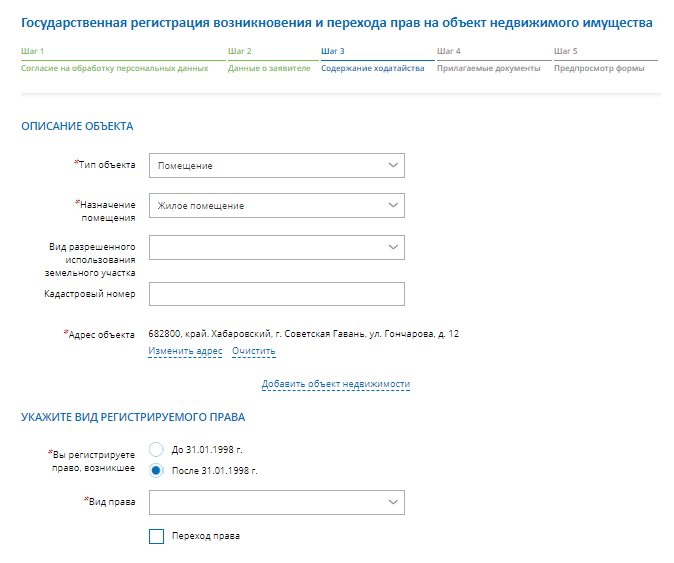 Государственная регистрация возникновения и перехода прав на объект недвижимого имущества
Шаг 1
Согласие на обработку персональных данных
Шаг 2
Данные о заявителе
Шаг 3
Содержание ходатайства
Шаг 4
Прилагаемые документы
Шаг 5
Предпросмотр формы
ОПИСАНИЕ ОБЪЕКТА
*Тип объекта
Помещение
*Назначение
помещения
Жилое помещение
Вид разрешенного
использования
земельного участка
Кадастровый номер
*Адрес объекта
682800, край. Хабаровский, г. Советская Гавань, ул. Гончарова, д. 12
Изменить адрес Очистить
Добавить объект недвижимости
УКАЖИТЕ ВИД РЕГИСТРИРУЕМОГО ПРАВА
*Вы регистрируете
право, возникшее
До 31.01.1998 г.
После 31.01.1998 г.
*Вид права
Переход права